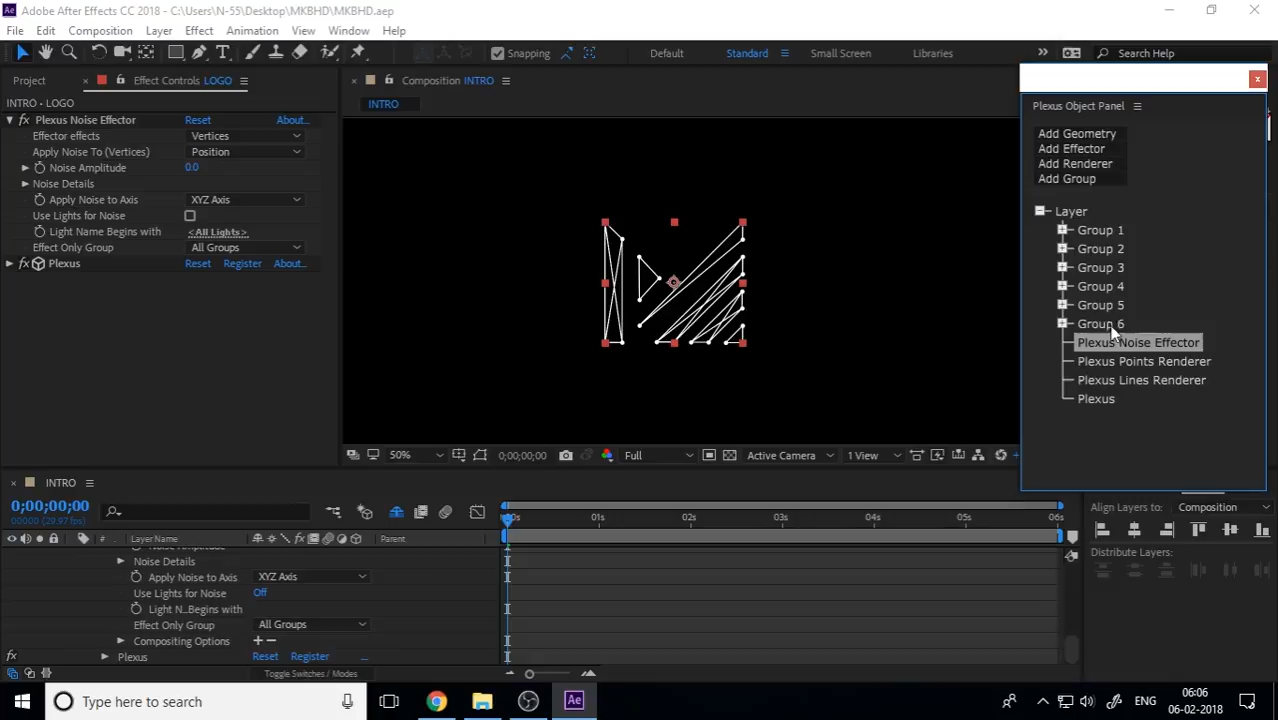 Adobe After Effects CC 2018 - C:\Users\N-55\Desktop\MKBHD\MKBHD.aep
File Edit Composition Layer Effect Animation View Window Help
Snapping Default Standard Small Screen Libraries Search Help
Project Effect Controls LOGO
INTRO - LOGO
Plexus Noise Effector Reset About...
Effector effects Vertices
Apply Noise To (Vertices) Position
Noise Amplitude 0.0
Noise Details
Apply Noise to Axis XYZ Axis
Use Lights for Noise
Light Name Begins with <All Lights>
Effect Only Group All Groups
Plexus Reset Register About...
Composition INTRO
INTRO
50% 0;00;00;00 Full Active Camera 1 View
Plexus Object Panel
Add Geometry
Add Effector
Add Renderer
Add Group
Layer
Group 1
Group 2
Group 3
Group 4
Group 5
Group 6
Plexus Noise Effector
Plexus Points Renderer
Plexus Lines Renderer
Plexus
INTRO
0;00;00;00
00000 (29.97 fps)
Layer Name Parent
01s 02s 03s 04s 05s 06s
Noise Details
Apply Noise to Axis XYZ Axis
Use Lights for Noise Off
Light N...Begins with
Effect Only Group All Groups
Compositing Options
fx Plexus Reset Register ...
Toggle Switches / Modes
Align Layers to: Composition
Distribute Layers:
Type here to search
ENG
06:06
06-02-2018